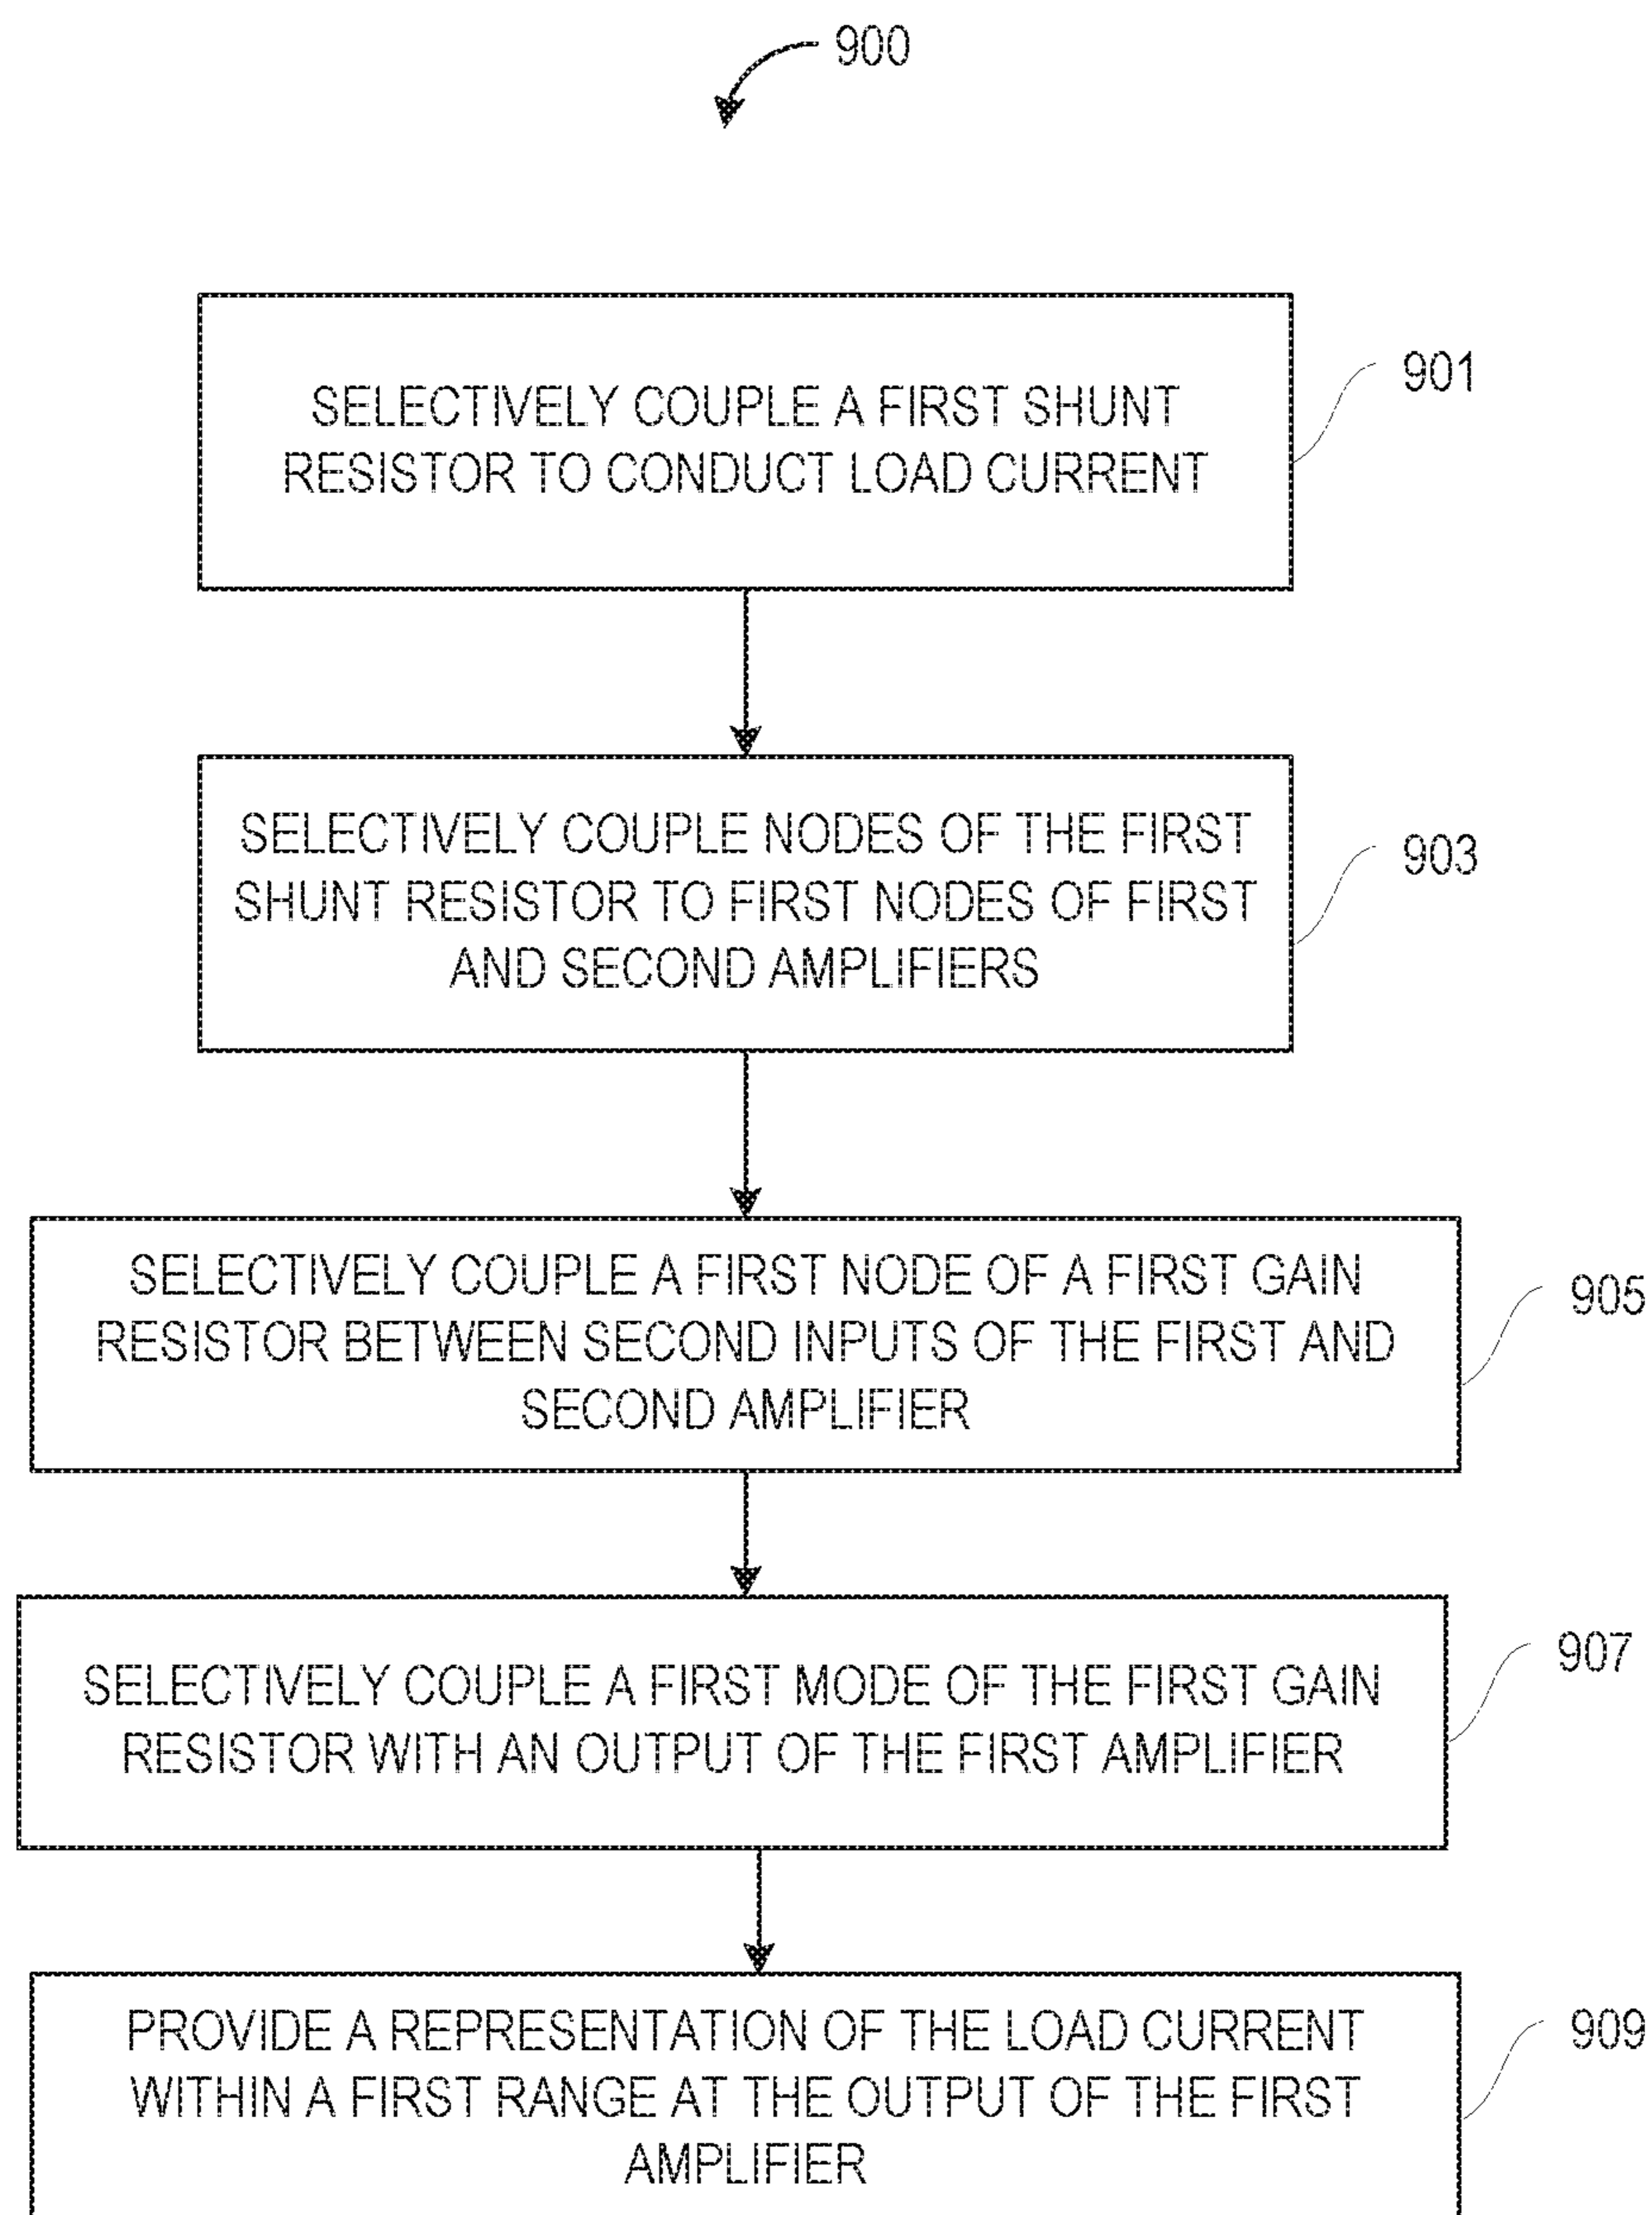 900
SELECTIVELY COUPLE A FIRST SHUNT
RESISTOR TO CONDUCT LOAD CURRENT
901
SELECTIVELY COUPLE NODES OF THE FIRST
SHUNT RESISTOR TO FIRST NODES OF FIRST
AND SECOND AMPLIFIERS
903
SELECTIVELY COUPLE A FIRST NODE OF A FIRST GAIN
RESISTOR BETWEEN SECOND INPUTS OF THE FIRST AND
SECOND AMPLIFIER
905
SELECTIVELY COUPLE A FIRST MODE OF THE FIRST GAIN
RESISTOR WITH AN OUTPUT OF THE FIRST AMPLIFIER
907
PROVIDE A REPRESENTATION OF THE LOAD CURRENT
WITHIN A FIRST RANGE AT THE OUTPUT OF THE FIRST
AMPLIFIER
909